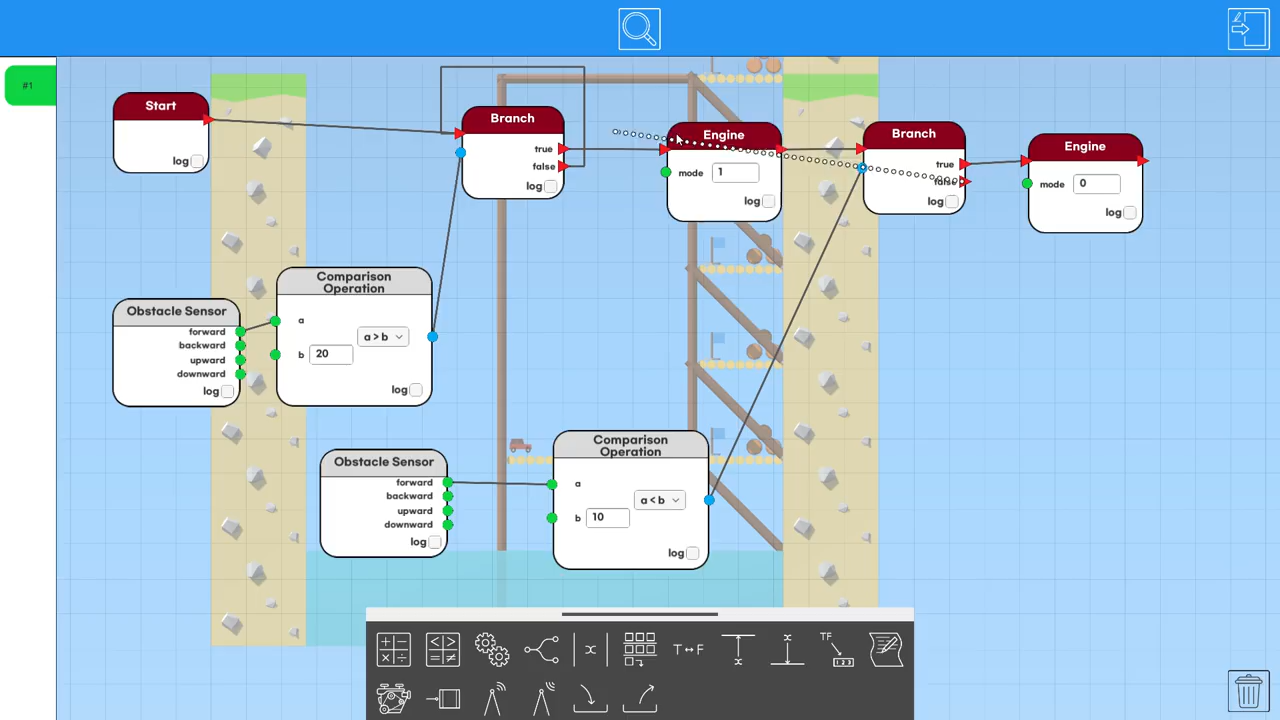 #1
Start
log
Branch
true
false
log
Engine
mode 1
log
Branch
true
false
log
Engine
mode 0
log
Obstacle Sensor
forward
backward
upward
downward
log
Comparison
Operation
a
a > b
b 20
log
Obstacle Sensor
forward
backward
upward
downward
log
Comparison
Operation
a
a < b
b 10
log
x
T↔F
x
x
TF
123